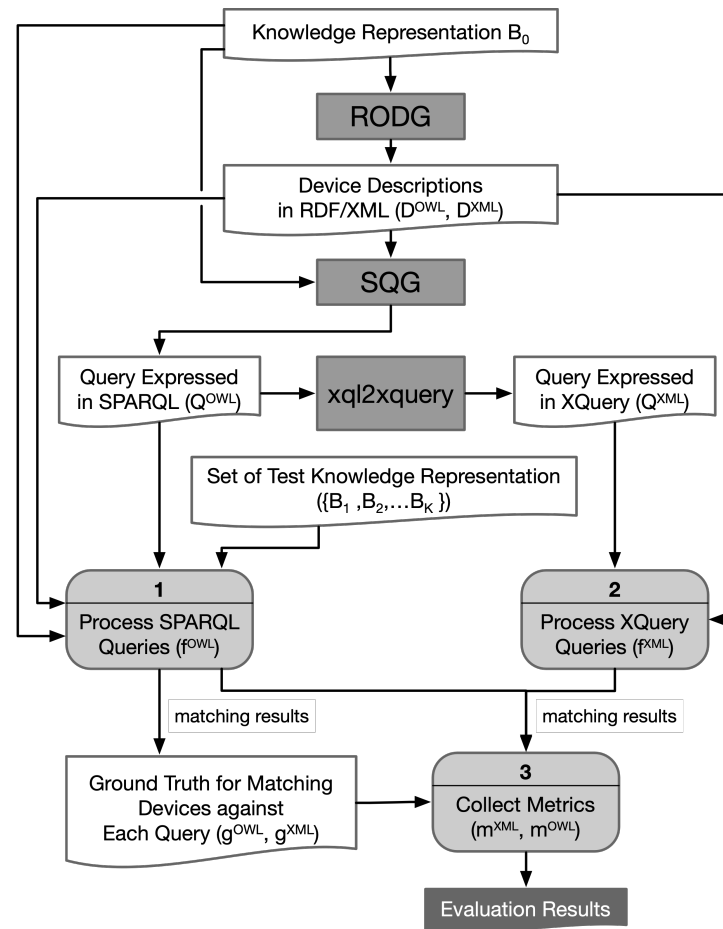 Knowledge Representation B₀
RODG
Device Descriptions
in RDF/XML (Dᴼᵂᴸ, Dˣᴹᴸ)
SQG
Query Expressed
in SPARQL (Qᴼᵂᴸ)
xql2xquery
Query Expressed
in XQuery (Qˣᴹᴸ)
Set of Test Knowledge Representation
({B₁ ,B₂,…B_K })
1
Process SPARQL
Queries (fᴼᵂᴸ)
2
Process XQuery
Queries (fˣᴹᴸ)
matching results
matching results
Ground Truth for Matching
Devices against
Each Query (gᴼᵂᴸ, gˣᴹᴸ)
3
Collect Metrics
(mˣᴹᴸ, mᴼᵂᴸ)
Evaluation Results